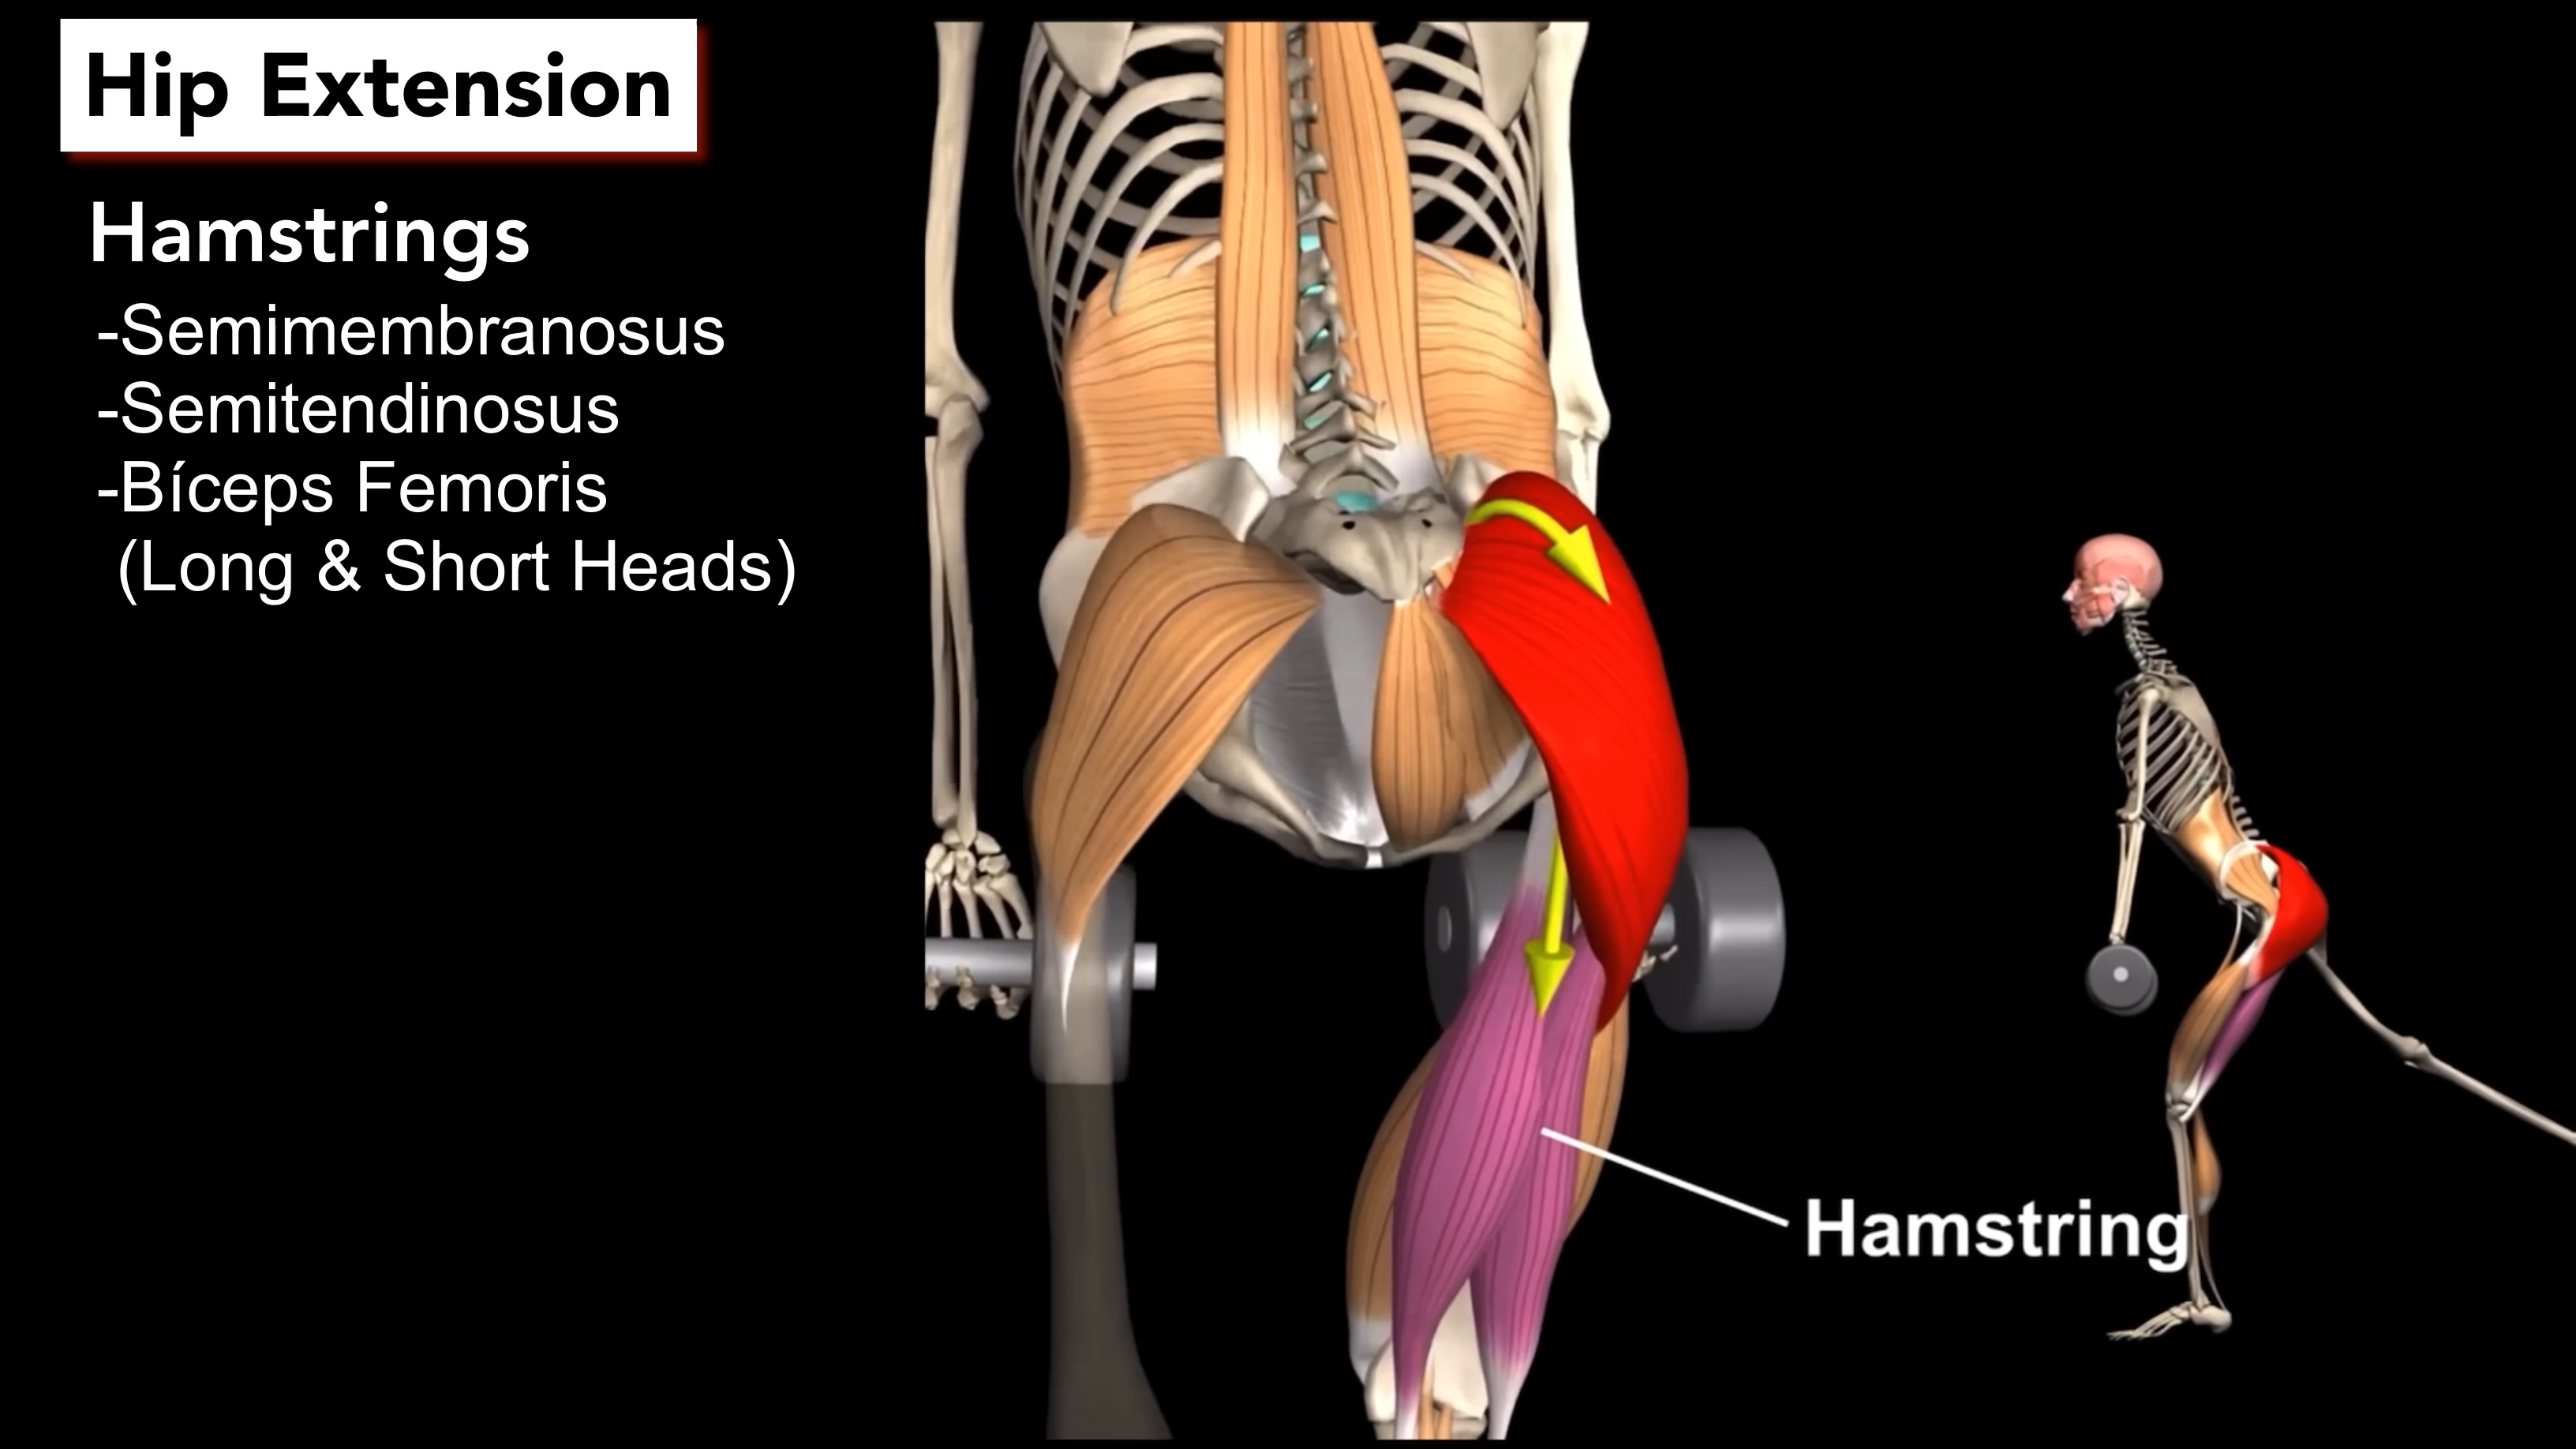 Hip Extension
Hamstrings
-Semimembranosus
-Semitendinosus
-Bíceps Femoris
(Long & Short Heads)
Hamstring